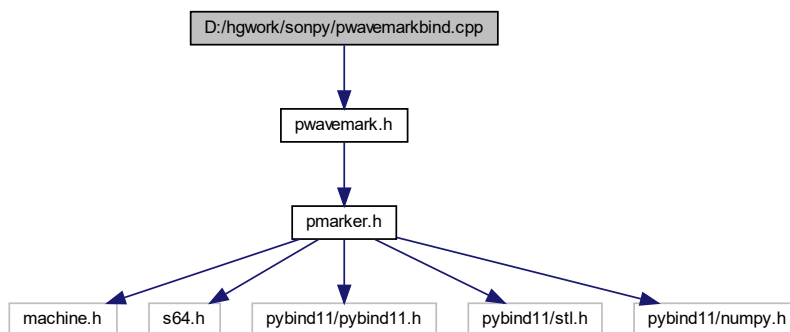 D:/hgwork/sonpy/pwavemarkbind.cpp
pwavemark.h
pmarker.h
machine.h
s64.h
pybind11/pybind11.h
pybind11/stl.h
pybind11/numpy.h